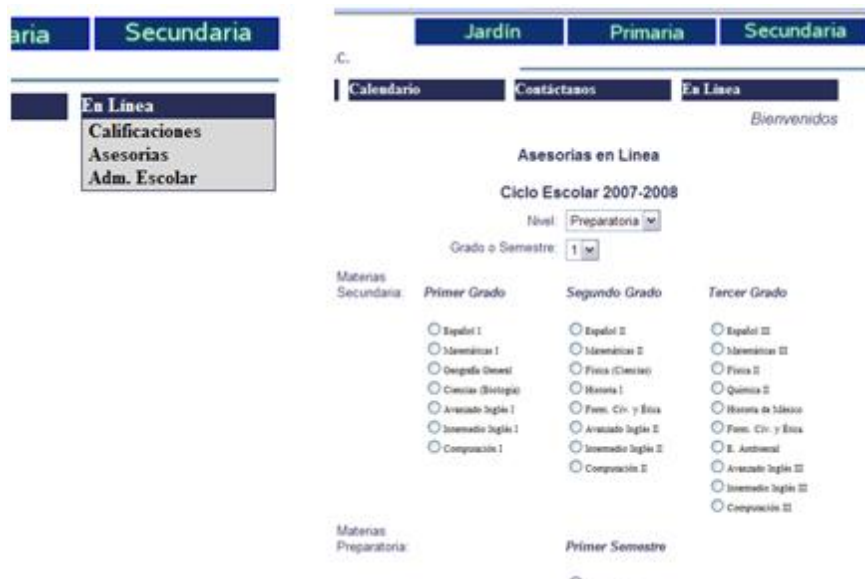 aria Secundaria
En Línea
Calificaciones
Asesorias
Adm. Escolar
Jardín Primaria Secundaria
.C.
Calendario Contáctanos En Línea
Bienvenidos
Asesorias en Linea
Ciclo Escolar 2007-2008
Nivel: Preparatoria
Grado o Semestre: 1
Materias
Secundaria: Primer Grado Segundo Grado Tercer Grado
Español I Español II Español III
Matemáticas I Matemáticas II Matemáticas III
Geografía General Física (Ciencias) Física II
Ciencias (Biología) Historia I Química II
Avanzado Inglés I Form. Civ. y Ética Historia de México
Intermedio Inglés I Avanzado Inglés II Form. Civ. y Ética
Computación I Intermedio Inglés II E. Ambiental
Computación II Avanzado Inglés III
Intermedio Inglés III
Computación III
Materias
Preparatoria: Primer Semestre